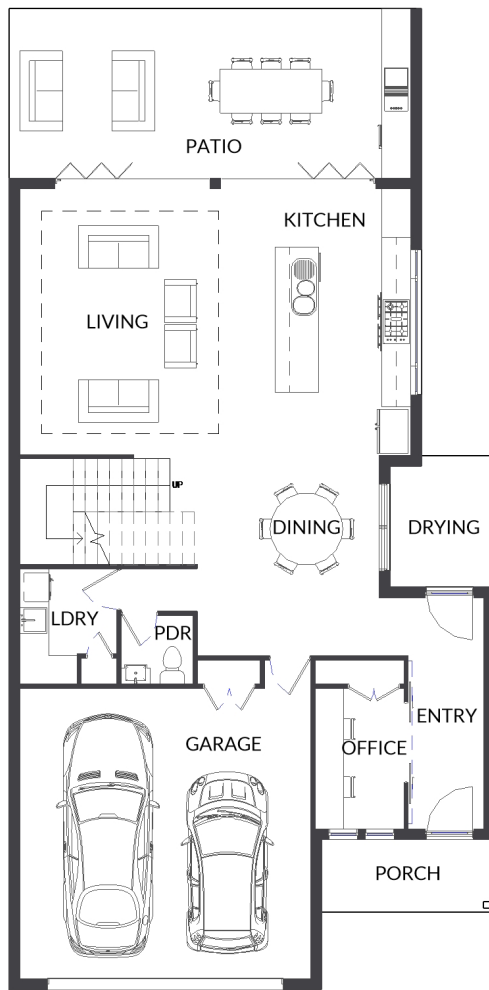 PATIO
KITCHEN
LIVING
UP
DINING
DRYING
LDRY
PDR
ENTRY
GARAGE
OFFICE
PORCH